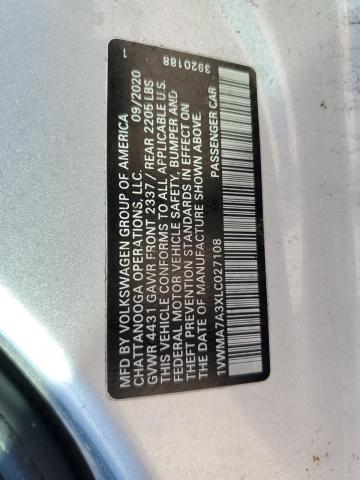 MFD BY VOLKSWAGEN GROUP OF AMERICA
CHATTANOOGA OPERATIONS, LLC. 09/2020
GVWR 4431 GAWR FRONT 2337/ REAR 2205 LBS
THIS VEHICLE CONFORMS TO ALL APPLICABLE U.S.
FEDERAL MOTOR VEHICLE SAFETY, BUMPER AND
THEFT PREVENTION STANDARDS IN EFFECT ON
THE DATE OF MANUFACTURE SHOWN ABOVE.
PASSENGER CAR
1VWMA7A3XLC027108
3920188